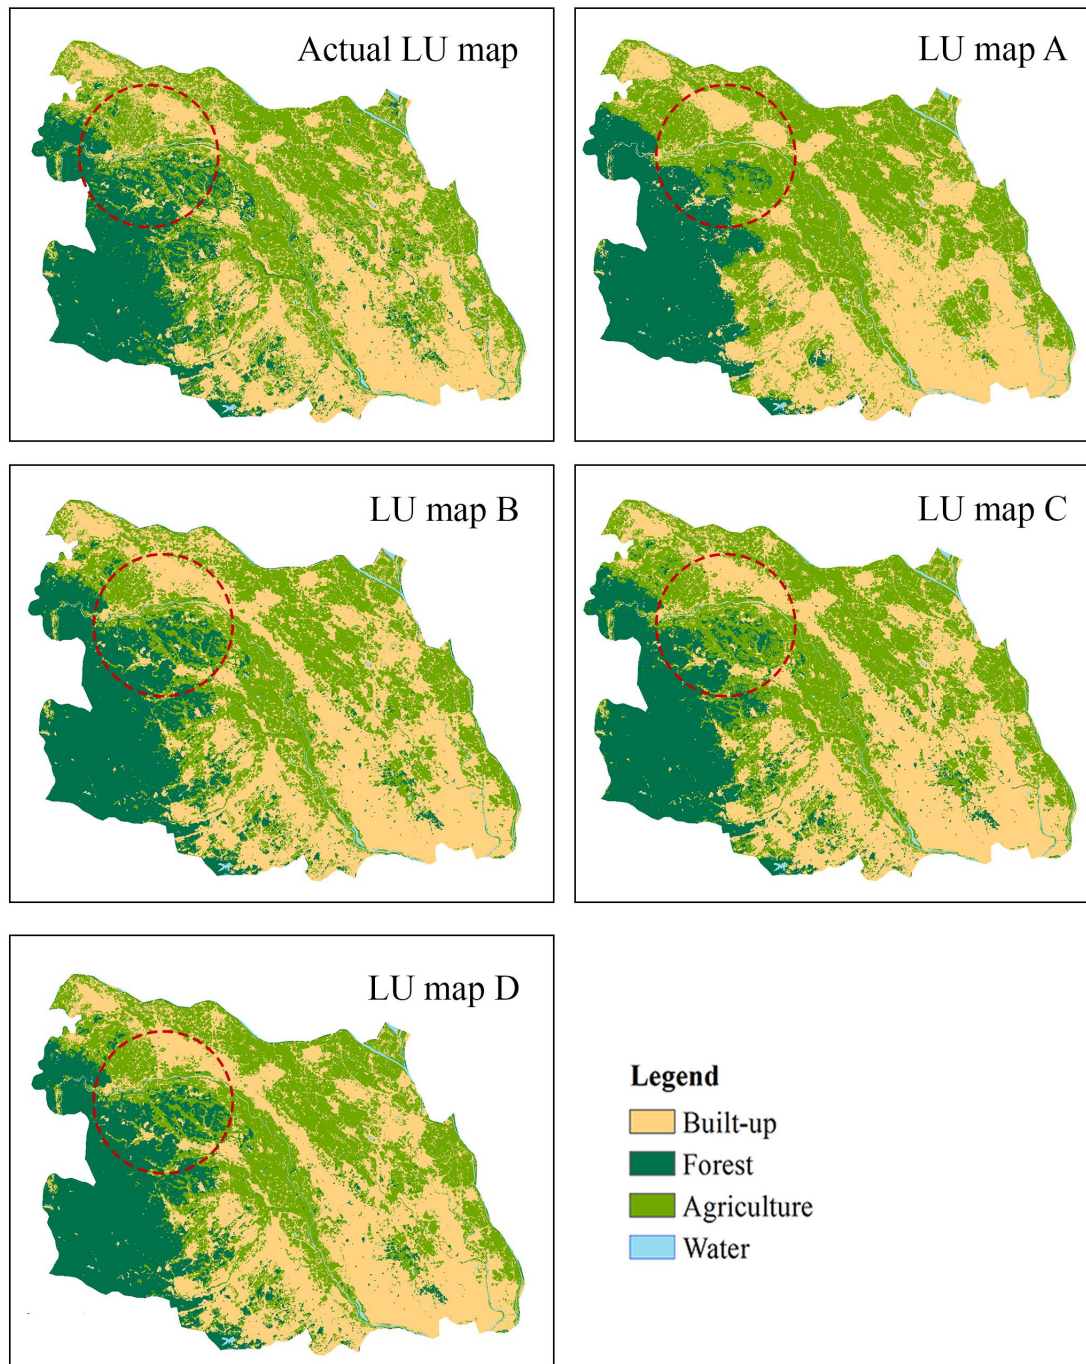 Actual LU map
LU map A
LU map B
LU map C
LU map D
Legend
Built-up
Forest
Agriculture
Water